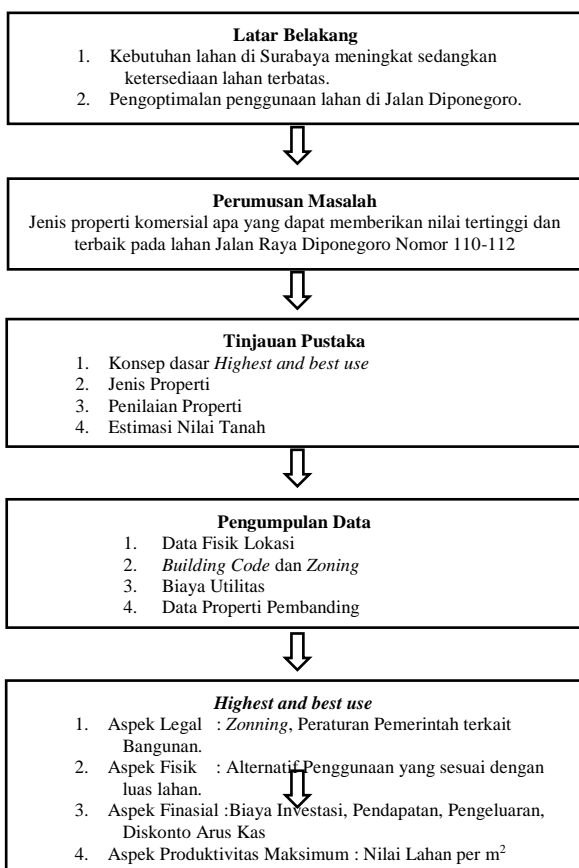 Latar Belakang
1. Kebutuhan lahan di Surabaya meningkat sedangkan
ketersediaan lahan terbatas.
2. Pengoptimalan penggunaan lahan di Jalan Diponegoro.
Perumusan Masalah
Jenis properti komersial apa yang dapat memberikan nilai tertinggi dan
terbaik pada lahan Jalan Raya Diponegoro Nomor 110-112
Tinjauan Pustaka
1. Konsep dasar Highest and best use
2. Jenis Properti
3. Penilaian Properti
4. Estimasi Nilai Tanah
Pengumpulan Data
1. Data Fisik Lokasi
2. Building Code dan Zoning
3. Biaya Utilitas
4. Data Properti Pembanding
Highest and best use
1. Aspek Legal : Zonning, Peraturan Pemerintah terkait
Bangunan.
2. Aspek Fisik : Alternatif Penggunaan yang sesuai dengan
luas lahan.
3. Aspek Finasial :Biaya Investasi, Pendapatan, Pengeluaran,
Diskonto Arus Kas
4. Aspek Produktivitas Maksimum : Nilai Lahan per m²